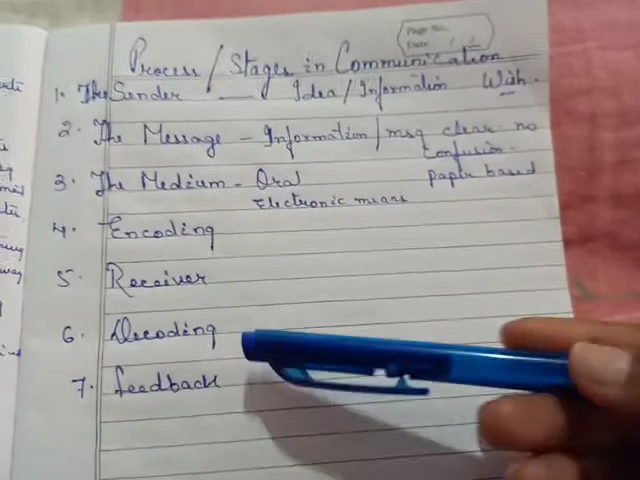 Page No.
Date
Process/Stages in Communication
1. The Sender — Idea/Information Wish.
2. The Message - Information/msg clear. no
confusion.
3. The Medium - Oral paper based
Electronic means
4. Encoding
5. Receiver
6. Decoding
7. feedback